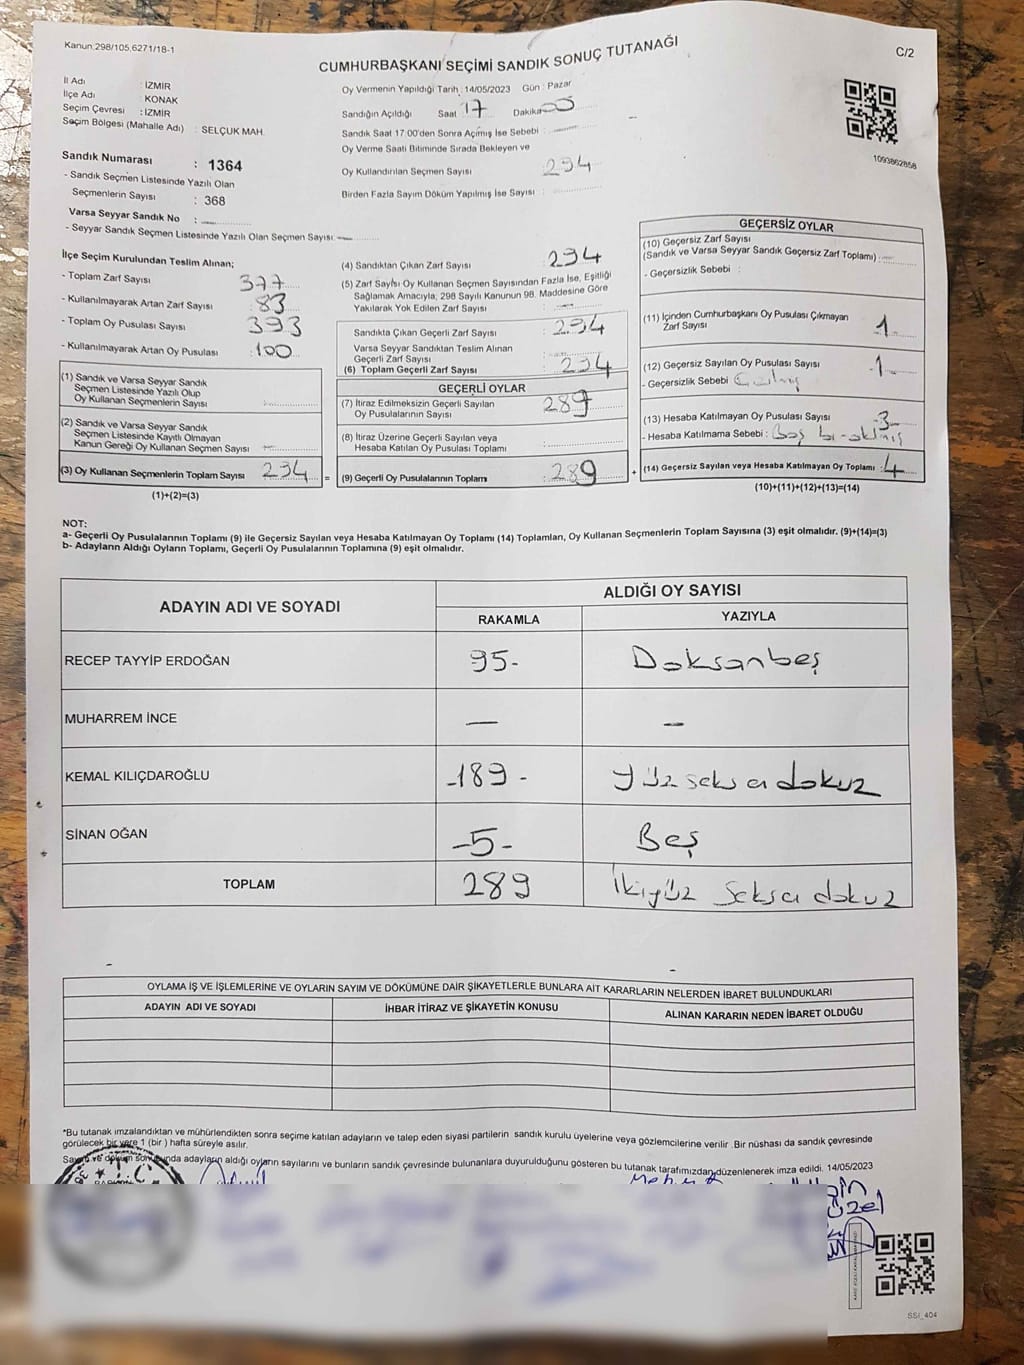 Kanun:298/105,6271/18-1
C/2
CUMHURBAŞKANI SEÇİMİ SANDIK SONUÇ TUTANAĞI
İl Adı : İZMİR
İlçe Adı : KONAK
Seçim Çevresi : İZMİR
Seçim Bölgesi (Mahalle Adı) : SELÇUK MAH.
Sandık Numarası : 1364
- Sandık Seçmen Listesinde Yazılı Olan
Seçmenlerin Sayısı : 368
Varsa Seyyar Sandık No :
- Seyyar Sandık Seçmen Listesinde Yazılı Olan Seçmen Sayısı:
Oy Vermenin Yapıldığı Tarih, 14/05/2023 Gün : Pazar
Sandığın Açıldığı Saat 17 Dakika 00
Sandık Saat 17:00'den Sonra Açılmış İse Sebebi :
Oy Verme Saati Bitiminde Sırada Bekleyen ve
Oy Kullandırılan Seçmen Sayısı : 294
Birden Fazla Sayım Döküm Yapılmış İse Sayısı :
1093862858
İlçe Seçim Kurulundan Teslim Alınan;
- Toplam Zarf Sayısı : 377
- Kullanılmayarak Artan Zarf Sayısı : 83
- Toplam Oy Pusulası Sayısı : 393
- Kullanılmayarak Artan Oy Pusulası : 100
(1) Sandık ve Varsa Seyyar Sandık
Seçmen Listesinde Yazılı Olup
Oy Kullanan Seçmenlerin Sayısı
(2) Sandık ve Varsa Seyyar Sandık
Seçmen Listesinde Kayıtlı Olmayan
Kanun Gereği Oy Kullanan Seçmen Sayısı
(3) Oy Kullanan Seçmenlerin Toplam Sayısı 294
(1)+(2)=(3)
=
(4) Sandıktan Çıkan Zarf Sayısı : 294
(5) Zarf Sayısı Oy Kullanan Seçmen Sayısından Fazla İse, Eşitliği
Sağlamak Amacıyla; 298 Sayılı Kanunun 98. Maddesine Göre
Yakılarak Yok Edilen Zarf Sayısı :
Sandıkta Çıkan Geçerli Zarf Sayısı : 294
Varsa Seyyar Sandıktan Teslim Alınan
Geçerli Zarf Sayısı :
(6) Toplam Geçerli Zarf Sayısı : 294
GEÇERLİ OYLAR
(7) İtiraz Edilmeksizin Geçerli Sayılan
Oy Pusulalarının Sayısı : 289
(8) İtiraz Üzerine Geçerli Sayılan veya
Hesaba Katılan Oy Pusulası Toplamı :
(9) Geçerli Oy Pusulalarının Toplamı : 289
+
GEÇERSİZ OYLAR
(10) Geçersiz Zarf Sayısı
(Sandık ve Varsa Seyyar Sandık Geçersiz Zarf Toplamı) :
- Geçersizlik Sebebi :
(11) İçinden Cumhurbaşkanı Oy Pusulası Çıkmayan
Zarf Sayısı : 1
(12) Geçersiz Sayılan Oy Pusulası Sayısı : 1
- Geçersizlik Sebebi
(13) Hesaba Katılmayan Oy Pusulası Sayısı : 3
- Hesaba Katılmama Sebebi : Boş
(14) Geçersiz Sayılan veya Hesaba Katılmayan Oy Toplamı : 4
(10)+(11)+(12)+(13)=(14)
NOT:
a- Geçerli Oy Pusulalarının Toplamı (9) ile Geçersiz Sayılan veya Hesaba Katılmayan Oy Toplamı (14) Toplamları, Oy Kullanan Seçmenlerin Toplam Sayısına (3) eşit olmalıdır. (9)+(14)=(3)
b- Adayların Aldığı Oyların Toplamı, Geçerli Oy Pusulalarının Toplamına (9) eşit olmalıdır.
ADAYIN ADI VE SOYADI
ALDIĞI OY SAYISI
RAKAMLA YAZIYLA
RECEP TAYYİP ERDOĞAN 95- Doksanbeş
MUHARREM İNCE — –
KEMAL KILIÇDAROĞLU -189- Yüzseksendokuz
SİNAN OĞAN -5- Beş
TOPLAM 289 İkiyüz Seksendokuz
OYLAMA İŞ VE İŞLEMLERİNE VE OYLARIN SAYIM VE DÖKÜMÜNE DAİR ŞİKAYETLERLE BUNLARA AİT KARARLARIN NELERDEN İBARET BULUNDUKLARI
ADAYIN ADI VE SOYADI İHBAR İTİRAZ VE ŞİKAYETİN KONUSU ALINAN KARARIN NEDEN İBARET OLDUĞU
*Bu tutanak imzalandıktan ve mühürlendikten sonra seçime katılan adayların ve talep eden siyasi partilerin sandık kurulu üyelerine veya gözlemcilerine verilir .Bir nüshası da sandık çevresinde
görülecek bir yere 1 (bir ) hafta süreyle asılır.
Sayım ve döküm sonucunda adayların aldığı oyların sayılarını ve bunların sandık çevresinde bulunanlara duyurulduğunu gösteren bu tutanak tarafımızdan düzenlenerek imza edildi. 14/05/2023
T.C
SSİ_404